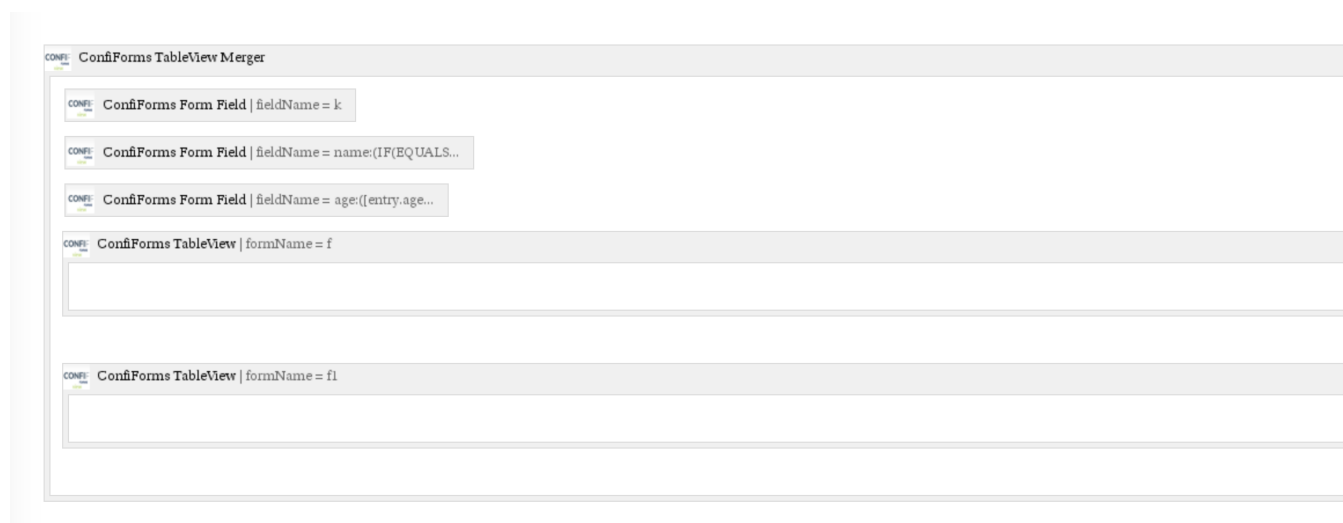 CONFI ConfiForms TableView Merger
CONFI ConfiForms Form Field | fieldName = k
CONFI ConfiForms Form Field | fieldName = name:(IF(EQUALS...
CONFI ConfiForms Form Field | fieldName = age:([entry.age...
CONFI ConfiForms TableView | formName = f
CONFI ConfiForms TableView | formName = f1